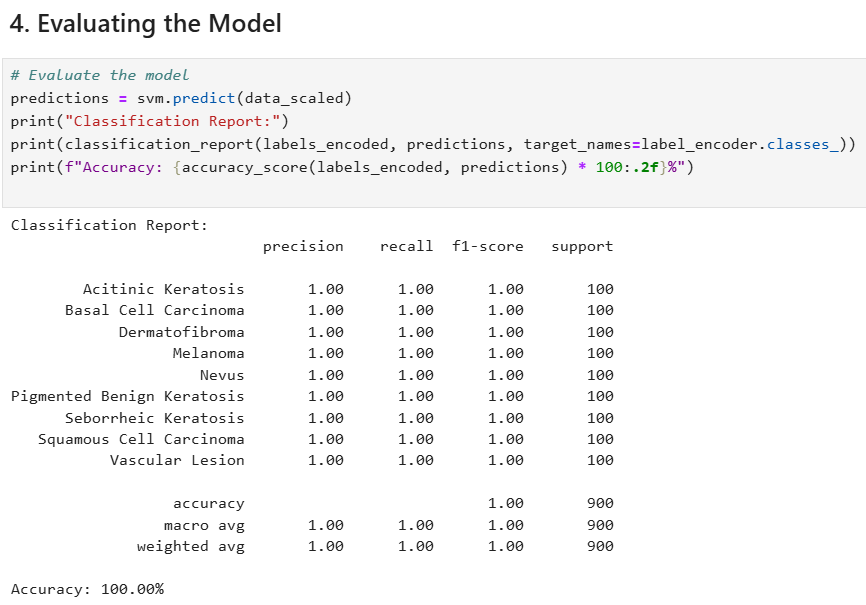 4. Evaluating the Model
# Evaluate the model
predictions = svm.predict(data_scaled)
print("Classification Report:")
print(classification_report(labels_encoded, predictions, target_names=label_encoder.classes_))
print(f"Accuracy: {accuracy_score(labels_encoded, predictions) * 100:.2f}%")
Classification Report:
precision recall f1-score support
Acitinic Keratosis 1.00 1.00 1.00 100
Basal Cell Carcinoma 1.00 1.00 1.00 100
Dermatofibroma 1.00 1.00 1.00 100
Melanoma 1.00 1.00 1.00 100
Nevus 1.00 1.00 1.00 100
Pigmented Benign Keratosis 1.00 1.00 1.00 100
Seborrheic Keratosis 1.00 1.00 1.00 100
Squamous Cell Carcinoma 1.00 1.00 1.00 100
Vascular Lesion 1.00 1.00 1.00 100
accuracy 1.00 900
macro avg 1.00 1.00 1.00 900
weighted avg 1.00 1.00 1.00 900
Accuracy: 100.00%